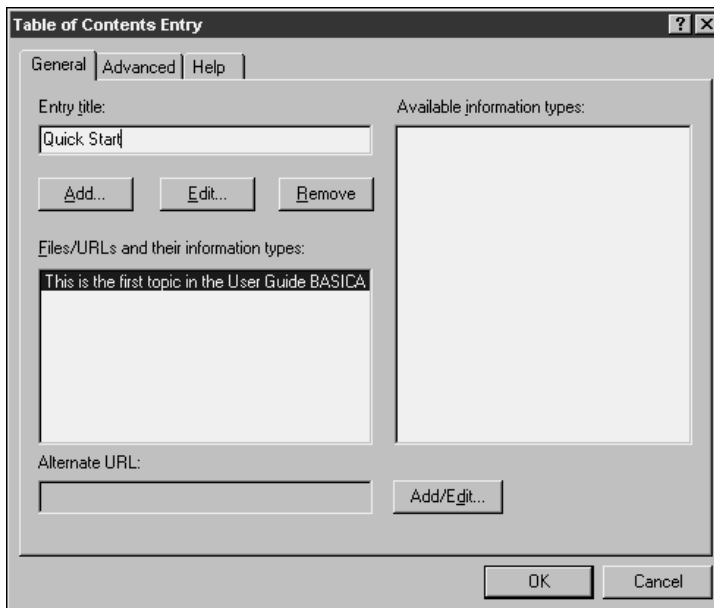 Table of Contents Entry
General Advanced Help
Entry title:
Quick Start
Add... Edit... Remove
Files/URLs and their information types:
This is the first topic in the User Guide BASICA
Alternate URL:
Add/Edit...
Available information types:
OK Cancel